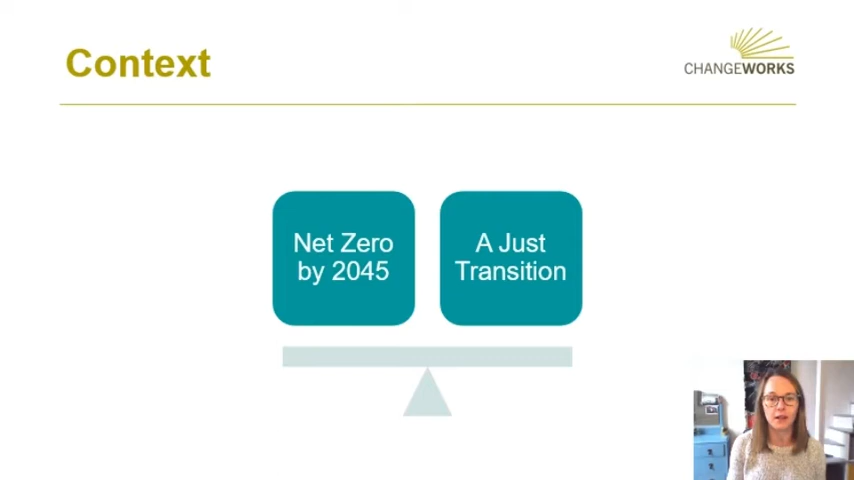 Context
CHANGEWORKS
Net Zero
by 2045
A Just
Transition